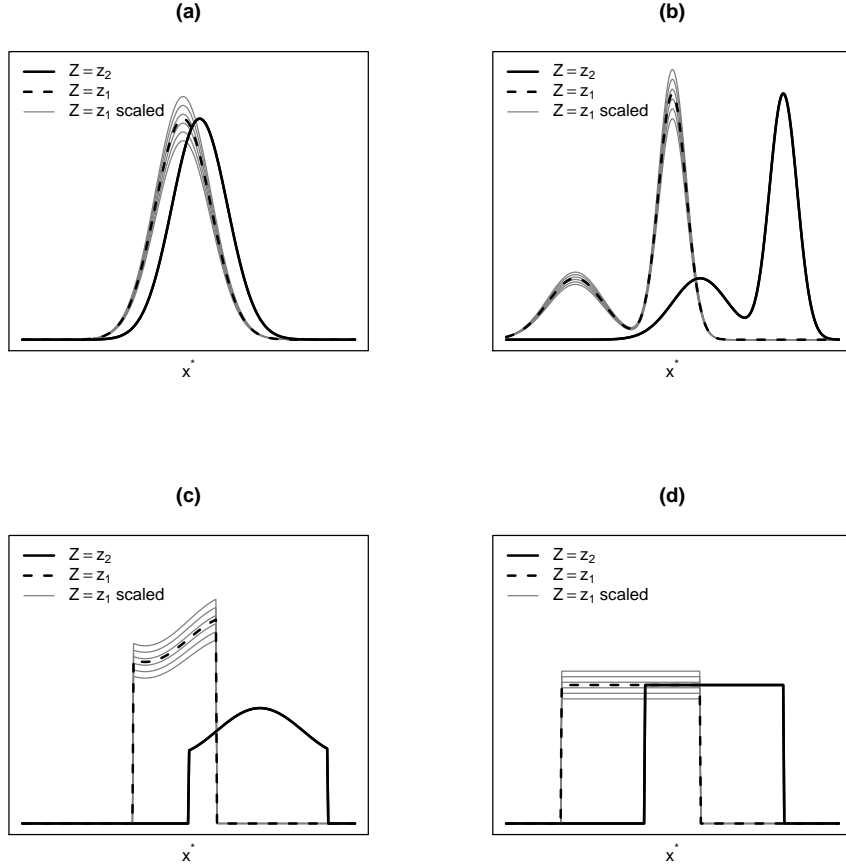 (a)
Z = z₂
Z = z₁
Z = z₁ scaled
x*
(b)
Z = z₂
Z = z₁
Z = z₁ scaled
x*
(c)
Z = z₂
Z = z₁
Z = z₁ scaled
x*
(d)
Z = z₂
Z = z₁
Z = z₁ scaled
x*